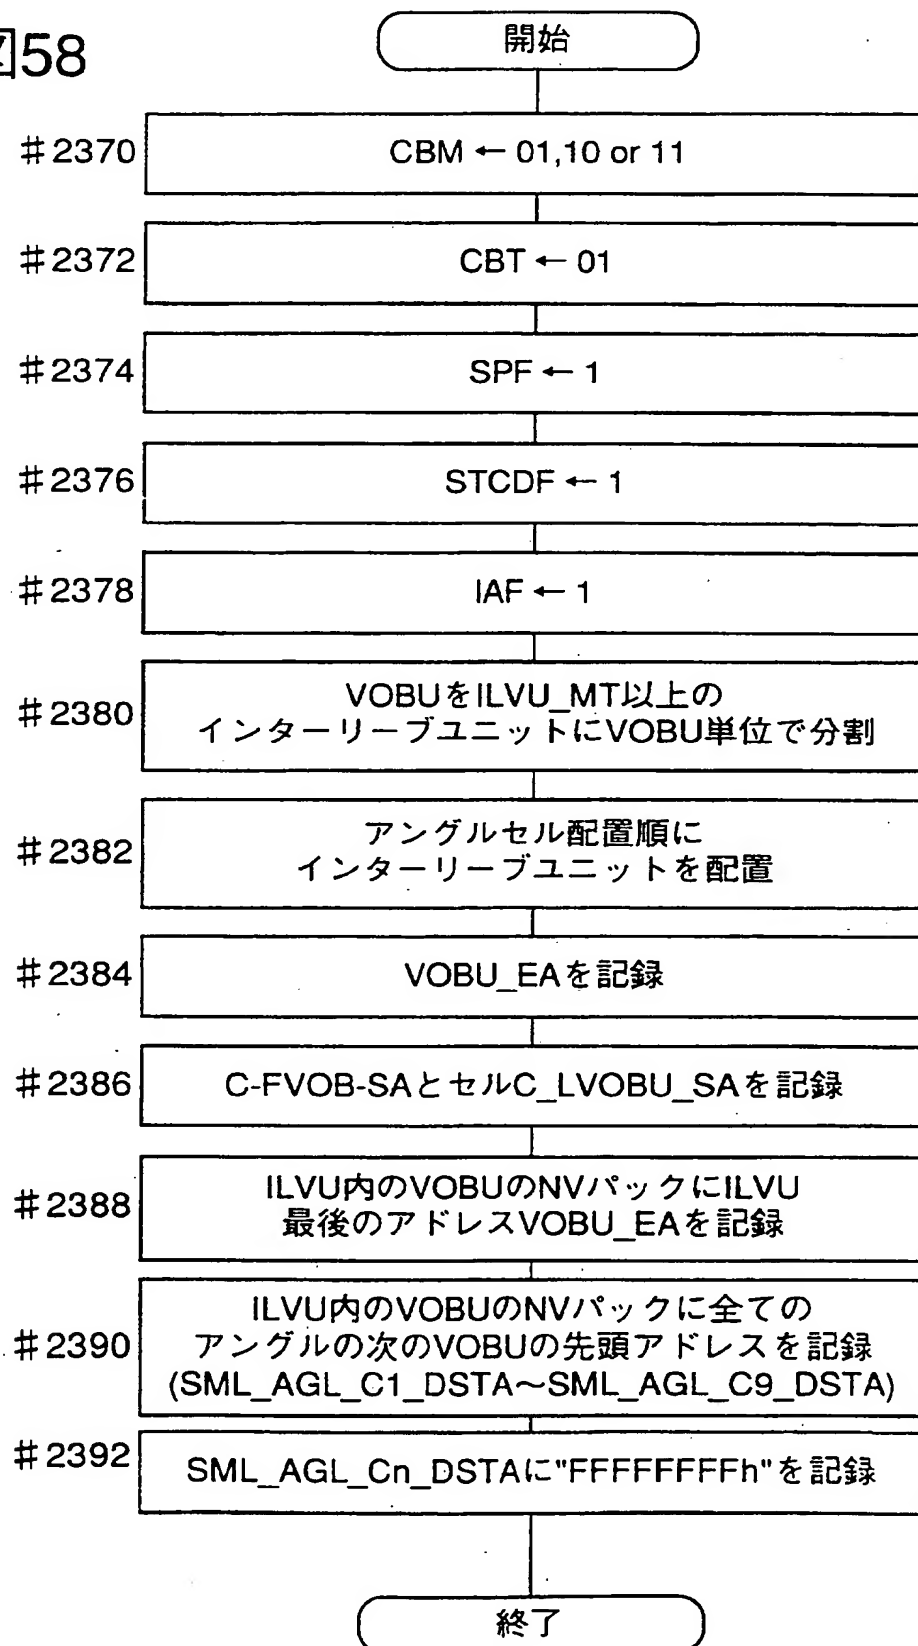 図58
開始
#2370
CBM ← 01,10 or 11
#2372
CBT ← 01
#2374
SPF ← 1
#2376
STCDF ← 1
#2378
IAF ← 1
#2380
VOBUをILVU_MT以上の
インターリーブユニットにVOBU単位で分割
#2382
アングルセル配置順に
インターリーブユニットを配置
#2384
VOBU_EAを記録
#2386
C-FVOB-SAとセルC_LVOBU_SAを記録
#2388
ILVU内のVOBUのNVパックにILVU
最後のアドレスVOBU_EAを記録
#2390
ILVU内のVOBUのNVパックに全ての
アングルの次のVOBUの先頭アドレスを記録
(SML_AGL_C1_DSTA～SML_AGL_C9_DSTA)
#2392
SML_AGL_Cn_DSTAに"FFFFFFFFh"を記録
終了